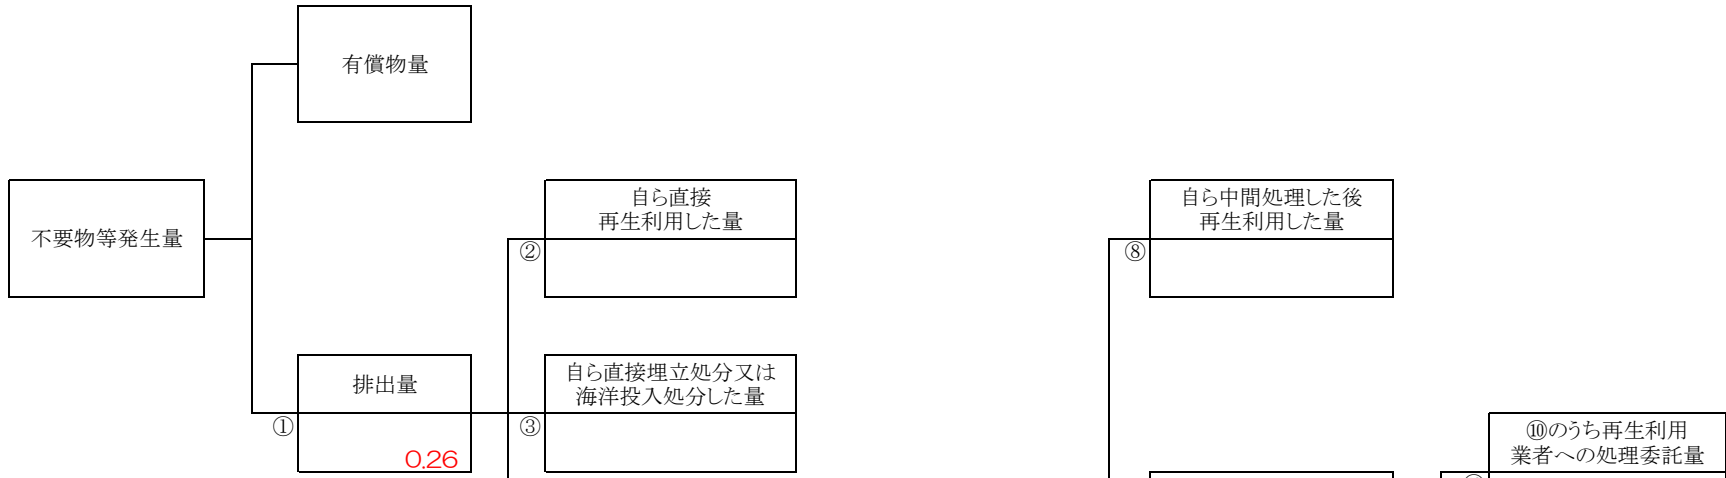 有償物量
不要物等発生量
自ら直接
再生利用した量
②
自ら中間処理した後
再生利用した量
⑧
排出量
①
0.26
自ら直接埋立処分又は
海洋投入処分した量
③
⑩のうち再生利用
業者への処理委託量